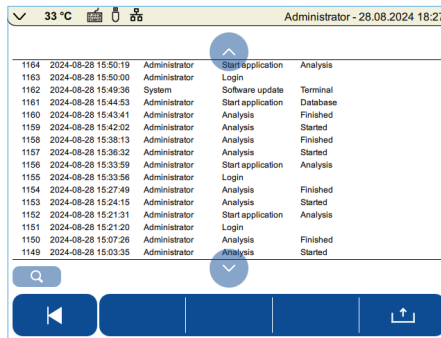 33 °C Administrator - 28.08.2024 18:27
1164 2024-08-28 15:50:19 Administrator Start application Analysis
1163 2024-08-28 15:50:00 Administrator Login
1162 2024-08-28 15:49:36 System Software update Terminal
1161 2024-08-28 15:44:53 Administrator Start application Database
1160 2024-08-28 15:43:41 Administrator Analysis Finished
1159 2024-08-28 15:42:02 Administrator Analysis Started
1158 2024-08-28 15:38:13 Administrator Analysis Finished
1157 2024-08-28 15:36:32 Administrator Analysis Started
1156 2024-08-28 15:33:59 Administrator Start application Analysis
1155 2024-08-28 15:33:56 Administrator Login
1154 2024-08-28 15:27:49 Administrator Analysis Finished
1153 2024-08-28 15:24:15 Administrator Analysis Started
1152 2024-08-28 15:21:31 Administrator Start application Analysis
1151 2024-08-28 15:21:20 Administrator Login
1150 2024-08-28 15:07:26 Administrator Analysis Finished
1149 2024-08-28 15:03:35 Administrator Analysis Started